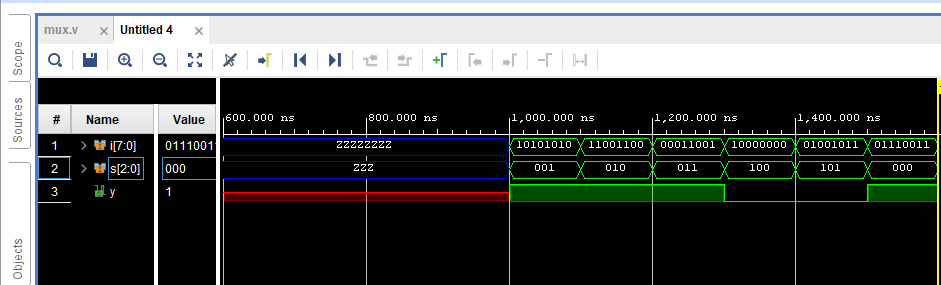 mux.v × Untitled 4 ×
Scope
Sources
Objects
# Name Value
600.000 ns 800.000 ns 1,000.000 ns 1,200.000 ns 1,400.000 ns
1 i[7:0] 01110011 ZZZZZZZZ 10101010 11001100 00011001 10000000 01001011 01110011
2 s[2:0] 000 ZZZ 001 010 011 100 101 000
3 y 1